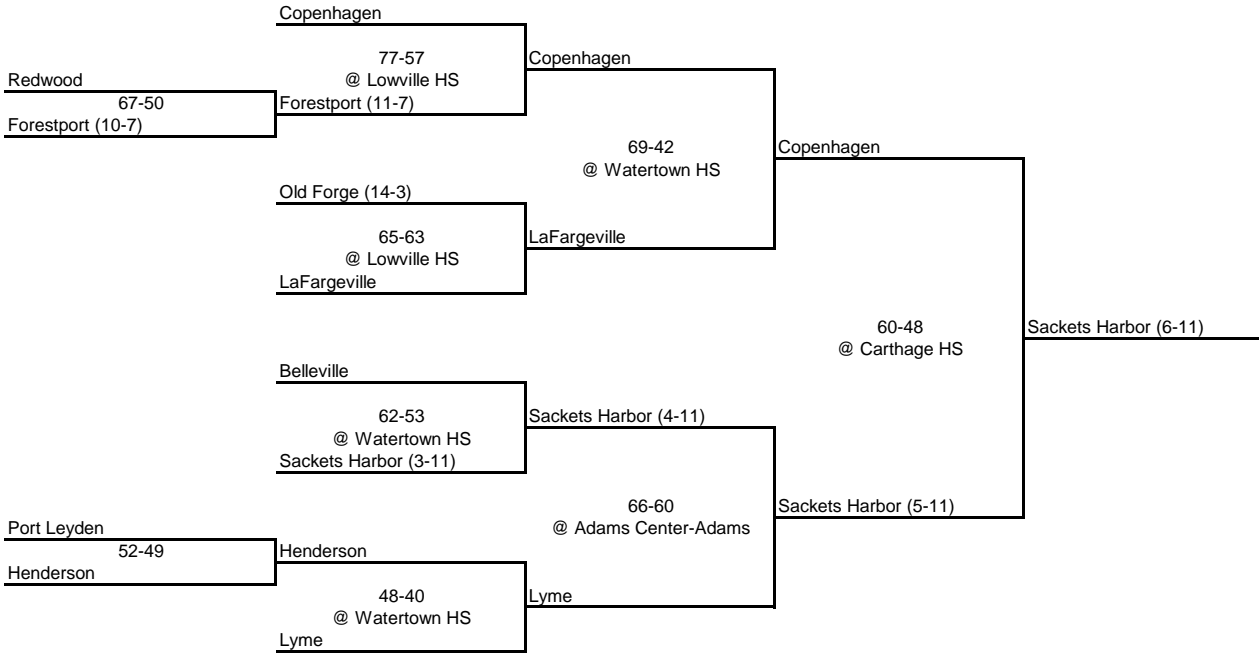 Copenhagen
77-57
@ Lowville HS
Copenhagen
Redwood
67-50
Forestport (11-7)
Forestport (10-7)
69-42
@ Watertown HS
Copenhagen
Old Forge (14-3)
65-63
@ Lowville HS
LaFargeville
LaFargeville
60-48
@ Carthage HS
Sackets Harbor (6-11)
Belleville
62-53
@ Watertown HS
Sackets Harbor (4-11)
Sackets Harbor (3-11)
66-60
@ Adams Center-Adams
Sackets Harbor (5-11)
Port Leyden
52-49
Henderson
Henderson
48-40
@ Watertown HS
Lyme
Lyme